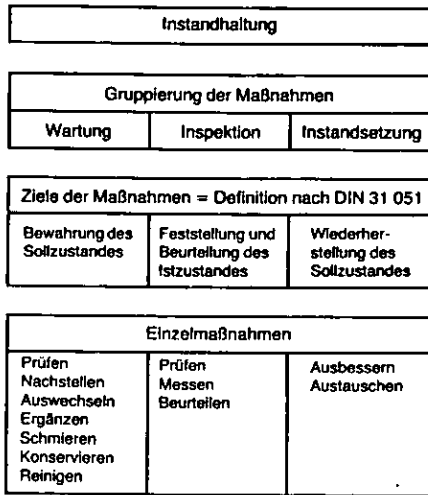 Instandhaltung
Gruppierung der Maßnahmen
Wartung Inspektion Instandsetzung
Ziele der Maßnahmen = Definition nach DIN 31 051
Bewahrung des
Sollzustandes
Feststellung und
Beurteilung des
Istzustandes
Wiederher-
stellung des
Sollzustandes
Einzelmaßnahmen
Prüfen
Nachstellen
Auswechseln
Ergänzen
Schmieren
Konservieren
Reinigen
Prüfen
Messen
Beurteilen
Ausbessern
Austauschen